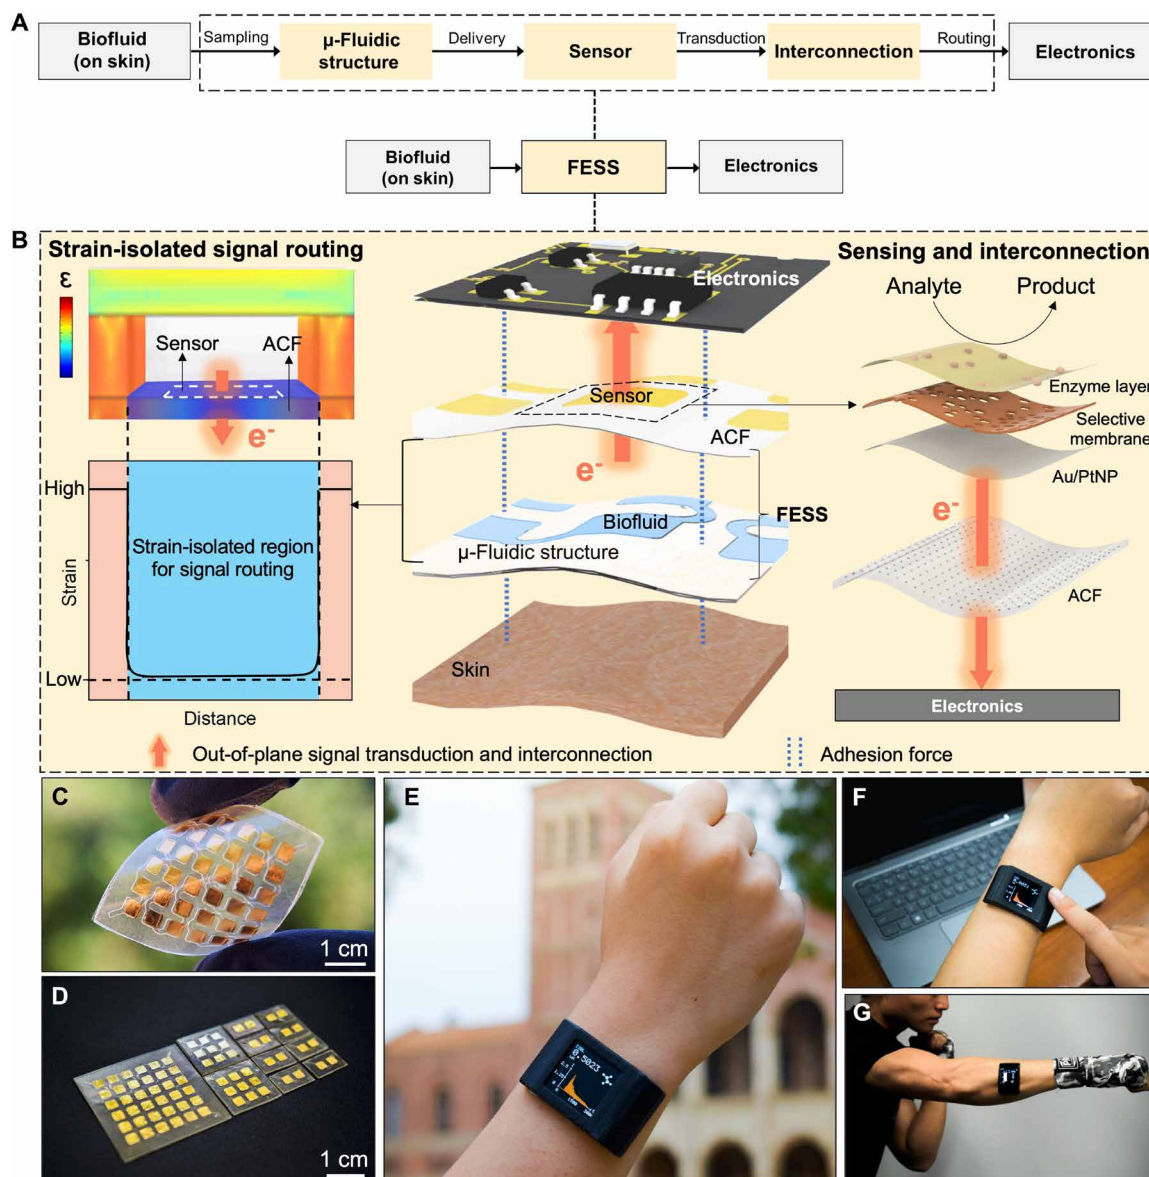 A
Biofluid
(on skin)
Sampling
µ-Fluidic
structure
Delivery
Sensor
Transduction
Interconnection
Routing
Electronics
Biofluid
(on skin)
FESS
Electronics
B
Strain-isolated signal routing
ε
Sensor
ACF
e-
High
Strain
Low
Strain-isolated region
for signal routing
Distance
Electronics
Sensor
ACF
e-
Biofluid
µ-Fluidic structure
FESS
Skin
Sensing and interconnection
Analyte
Product
Enzyme layer
Selective
membrane
Au/PtNP
e-
ACF
Electronics
Out-of-plane signal transduction and interconnection
Adhesion force
C
1 cm
D
1 cm
E
0.5023
F
G